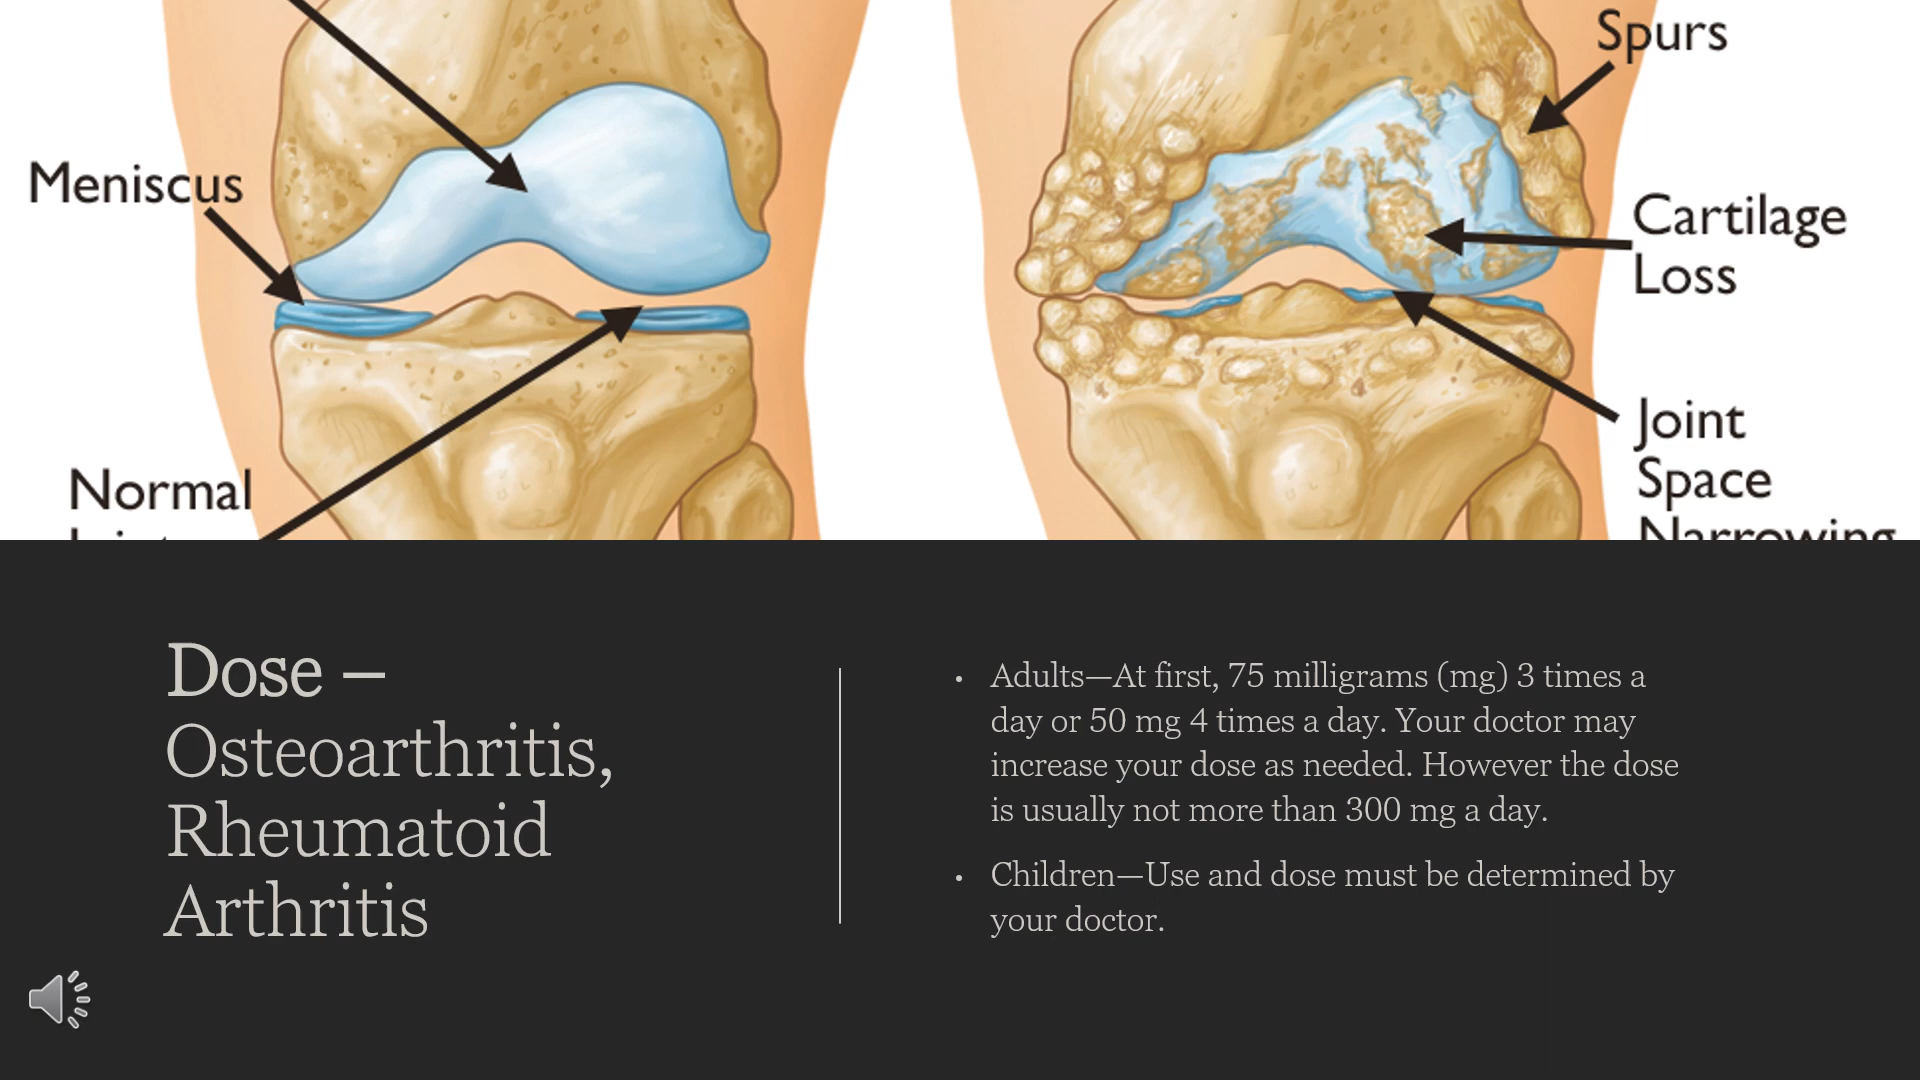 Spurs
Meniscus
Cartilage
Loss
Joint
Space
Narrowing
Normal
Joint
Dose –
Osteoarthritis,
Rheumatoid
Arthritis
• Adults—At first, 75 milligrams (mg) 3 times a
day or 50 mg 4 times a day. Your doctor may
increase your dose as needed. However the dose
is usually not more than 300 mg a day.
• Children—Use and dose must be determined by
your doctor.